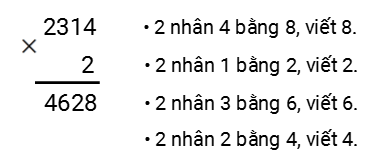 2314
×
2
4628
• 2 nhân 4 bằng 8, viết 8.
• 2 nhân 1 bằng 2, viết 2.
• 2 nhân 3 bằng 6, viết 6.
• 2 nhân 2 bằng 4, viết 4.